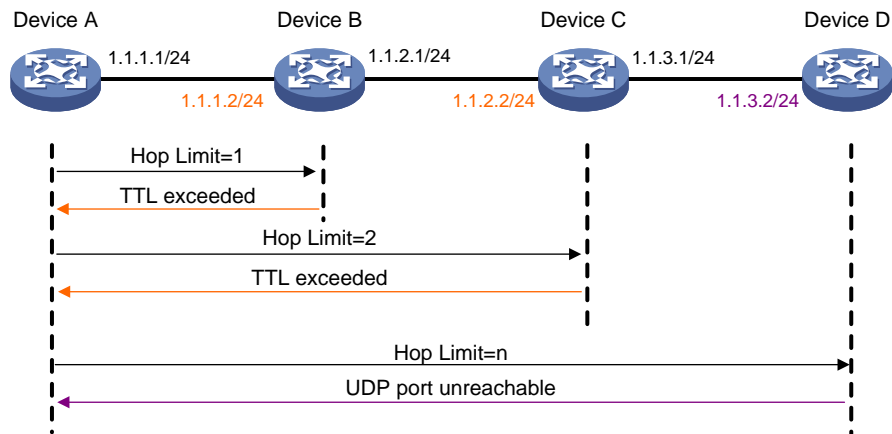 Device A
Device B
Device C
Device D
1.1.1.1/24
1.1.2.1/24
1.1.3.1/24
1.1.1.2/24
1.1.2.2/24
1.1.3.2/24
Hop Limit=1
TTL exceeded
Hop Limit=2
TTL exceeded
Hop Limit=n
UDP port unreachable